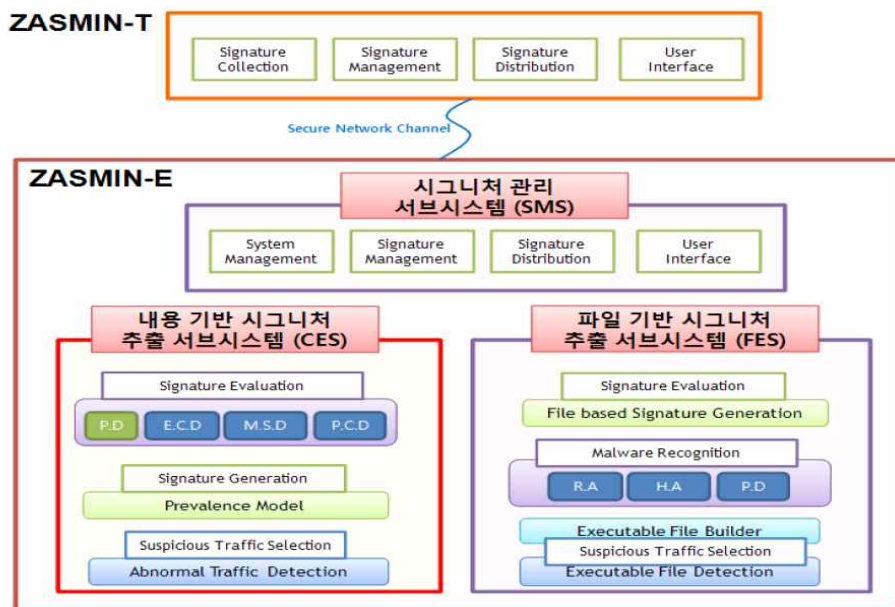 ZASMIN-T
Signature Collection
Signature Management
Signature Distribution
User Interface
Secure Network Channel
ZASMIN-E
시그니처 관리
서브시스템 (SMS)
System Management
Signature Management
Signature Distribution
User Interface
내용 기반 시그니처
추출 서브시스템 (CES)
Signature Evaluation
P.D
E.C.D
M.S.D
P.C.D
Signature Generation
Prevalence Model
Suspicious Traffic Selection
Abnormal Traffic Detection
파일 기반 시그니처
추출 서브시스템 (FES)
Signature Evaluation
File based Signature Generation
Malware Recognition
R.A
H.A
P.D
Executable File Builder
Suspicious Traffic Selection
Executable File Detection